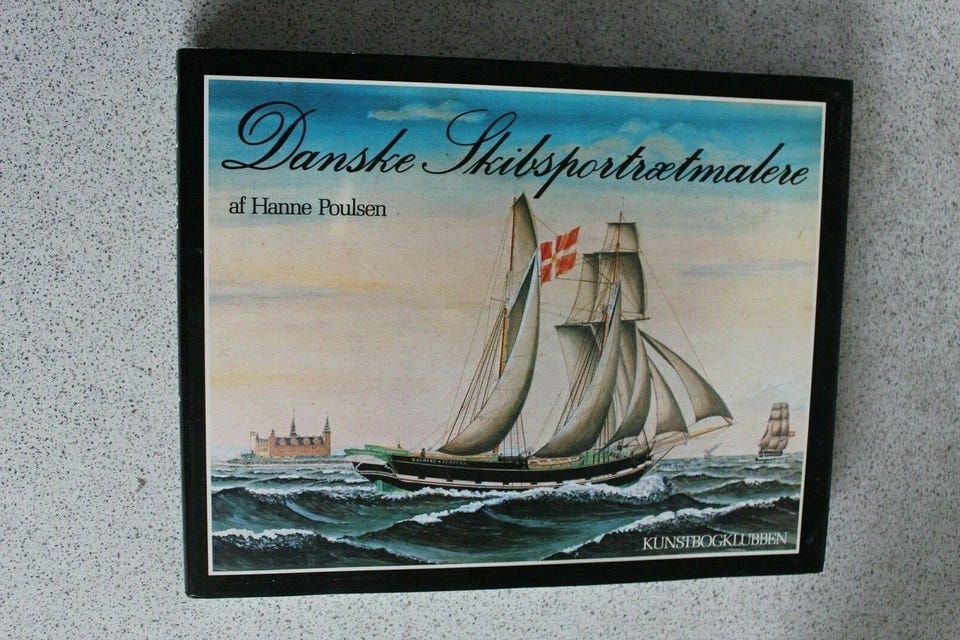 Danske Skibsportrætmalere
af Hanne Poulsen
KUNSTBOGKLUBBEN